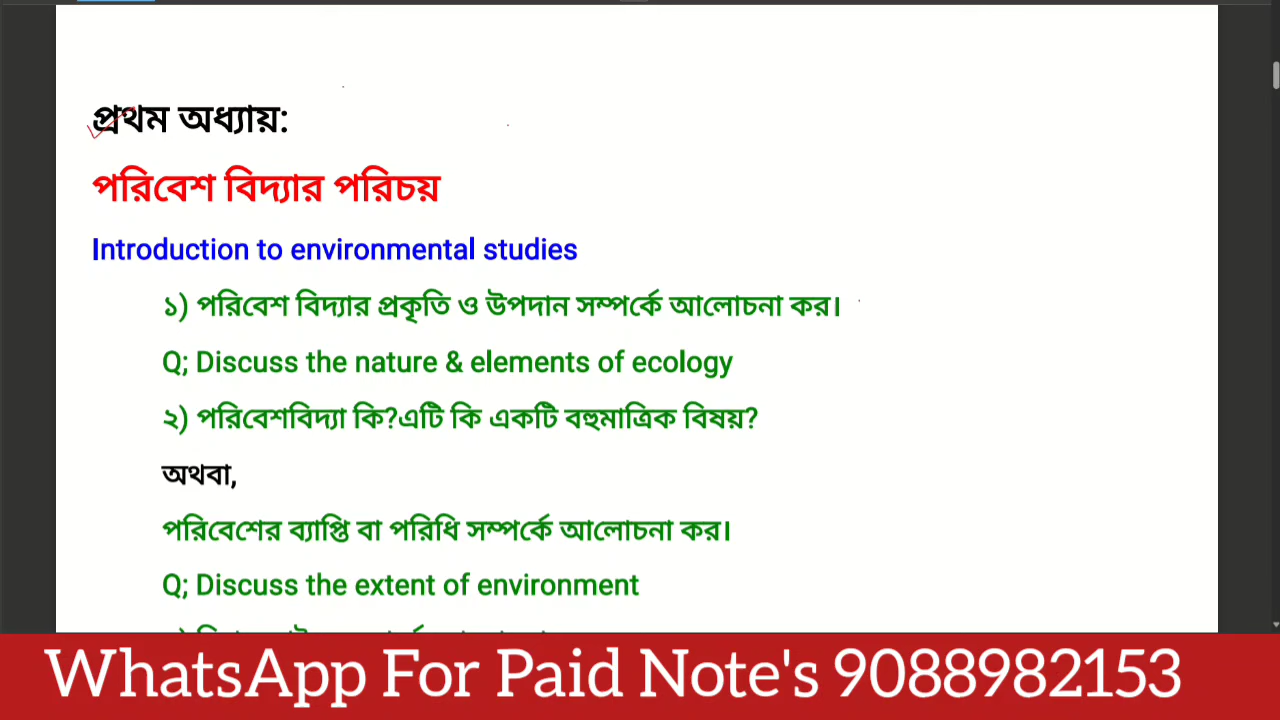 প্রথম অধ্যায়:
পরিবেশ বিদ্যার পরিচয়
Introduction to environmental studies
১) পরিবেশ বিদ্যার প্রকৃতি ও উপদান সম্পর্কে আলোচনা কর।
Q; Discuss the nature & elements of ecology
২) পরিবেশবিদ্যা কি?এটি কি একটি বহুমাত্রিক বিষয়?
অথবা,
পরিবেশের ব্যাপ্তি বা পরিধি সম্পর্কে আলোচনা কর।
Q; Discuss the extent of environment
WhatsApp For Paid Note's 9088982153